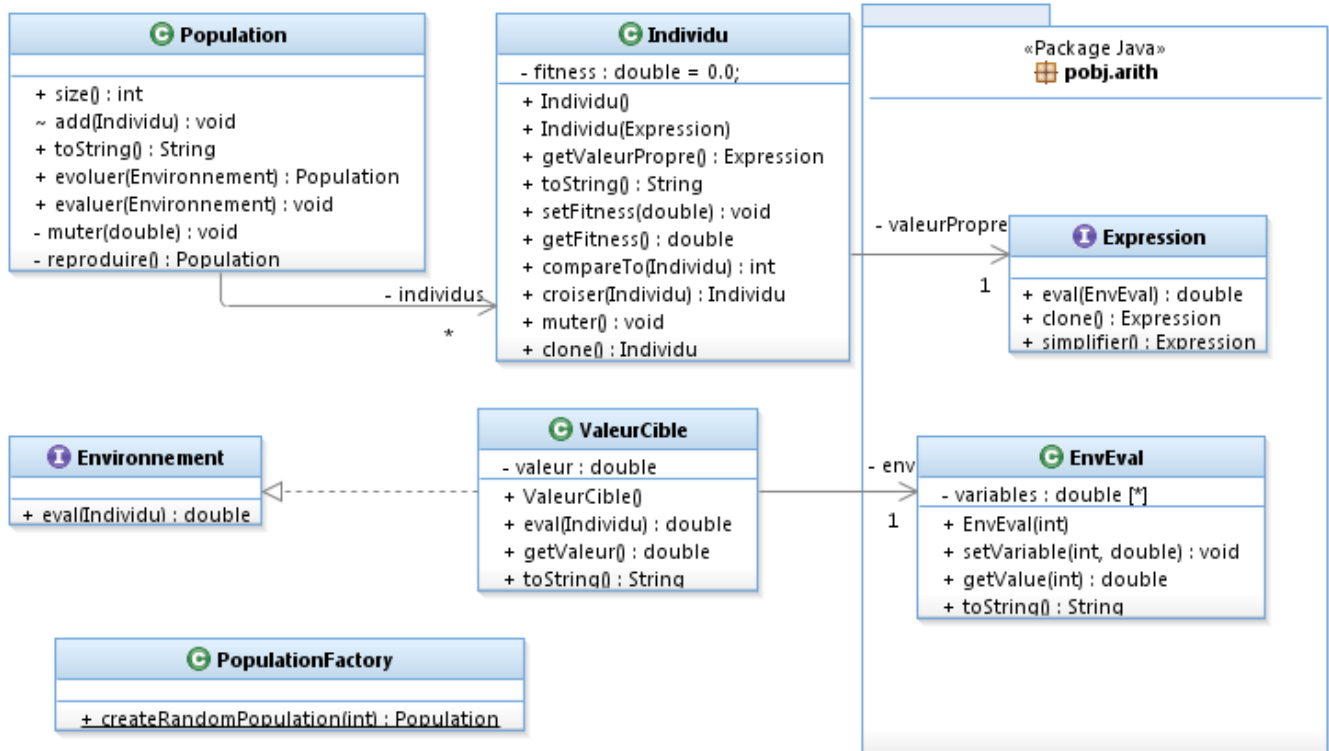 Population
+ size() : int
~ add(Individu) : void
+ toString() : String
+ evoluer(Environnement) : Population
+ evaluer(Environnement) : void
- muter(double) : void
- reproduire() : Population
- individus
*
Individu
- fitness : double = 0.0;
+ Individu()
+ Individu(Expression)
+ getValeurPropre() : Expression
+ toString() : String
+ setFitness(double) : void
+ getFitness() : double
+ compareTo(Individu) : int
+ croiser(Individu) : Individu
+ muter() : void
+ clone() : Individu
«Package Java»
pobj.arith
- valeurPropre
1
Expression
+ eval(EnvEval) : double
+ clone() : Expression
+ simplifier() : Expression
Environnement
+ eval(Individu) : double
ValeurCible
- valeur : double
+ ValeurCible()
+ eval(Individu) : double
+ getValeur() : double
+ toString() : String
- env
1
EnvEval
- variables : double [*]
+ EnvEval(int)
+ setVariable(int, double) : void
+ getValue(int) : double
+ toString() : String
PopulationFactory
+ createRandomPopulation(int) : Population